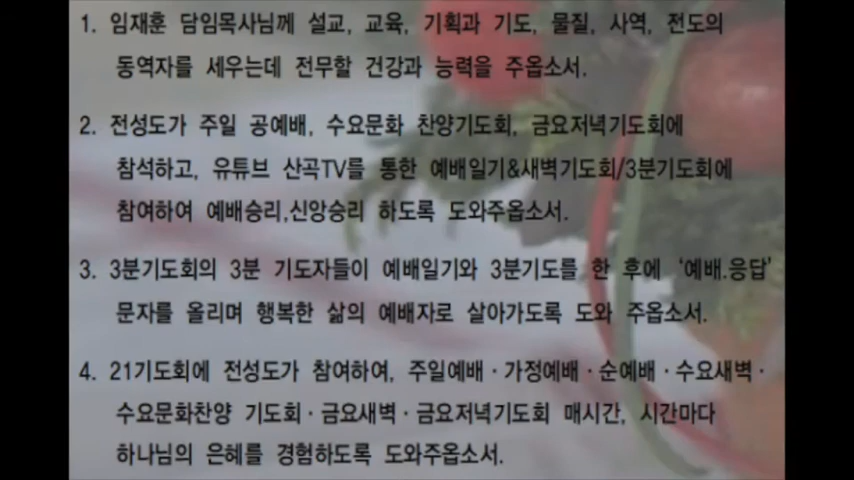 1. 임재훈 담임목사님께 설교, 교육, 기획과 기도, 물질, 사역, 전도의
동역자를 세우는데 전무할 건강과 능력을 주옵소서.
2. 전성도가 주일 공예배, 수요문화 찬양기도회, 금요저녁기도회에
참석하고, 유튜브 산곡TV를 통한 예배일기&새벽기도회/3분기도회에
참여하여 예배승리,신앙승리 하도록 도와주옵소서.
3. 3분기도회의 3분 기도자들이 예배일기와 3분기도를 한 후에 '예배.응답'
문자를 올리며 행복한 삶의 예배자로 살아가도록 도와 주옵소서.
4. 21기도회에 전성도가 참여하여, 주일예배·가정예배·순예배·수요새벽·
수요문화찬양 기도회·금요새벽·금요저녁기도회 매시간, 시간마다
하나님의 은혜를 경험하도록 도와주옵소서.